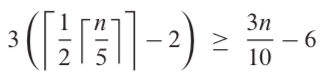 3 ( ⌈ 1/2 ⌈ n/5 ⌉ ⌉ − 2 ) ≥ 3n/10 − 6